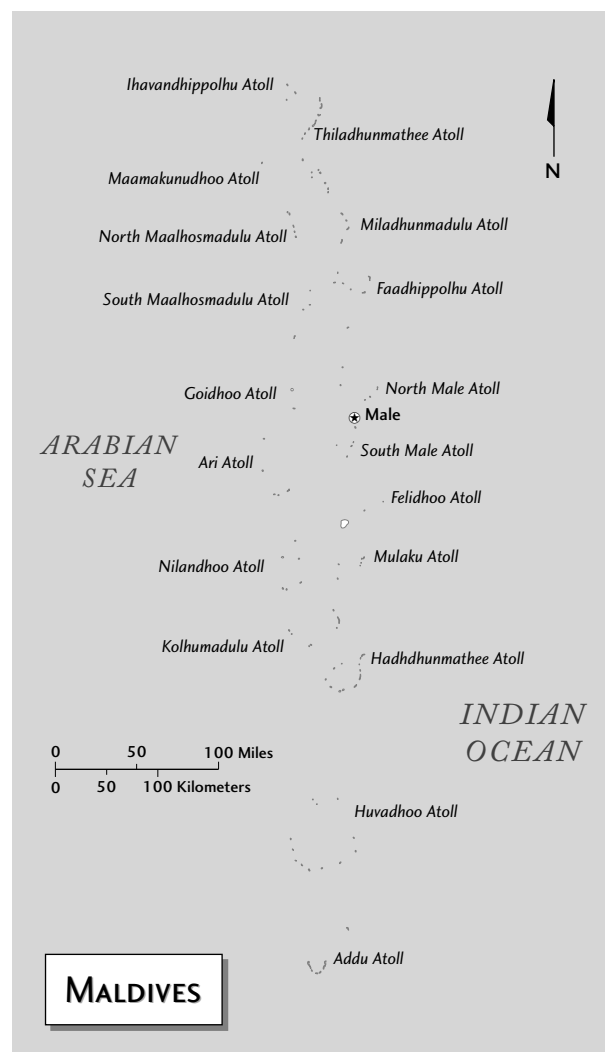 Ihavandhippolhu Atoll
Thiladhunmathee Atoll
N
Maamakunudhoo Atoll
Miladhunmadulu Atoll
North Maalhosmadulu Atoll
Faadhippolhu Atoll
South Maalhosmadulu Atoll
North Male Atoll
Goidhoo Atoll
Male
ARABIAN
SEA
South Male Atoll
Ari Atoll
Felidhoo Atoll
Mulaku Atoll
Nilandhoo Atoll
Kolhumadulu Atoll
Hadhdhunmathee Atoll
INDIAN
OCEAN
0 50 100 Miles
0 50 100 Kilometers
Huvadhoo Atoll
Addu Atoll
MALDIVES